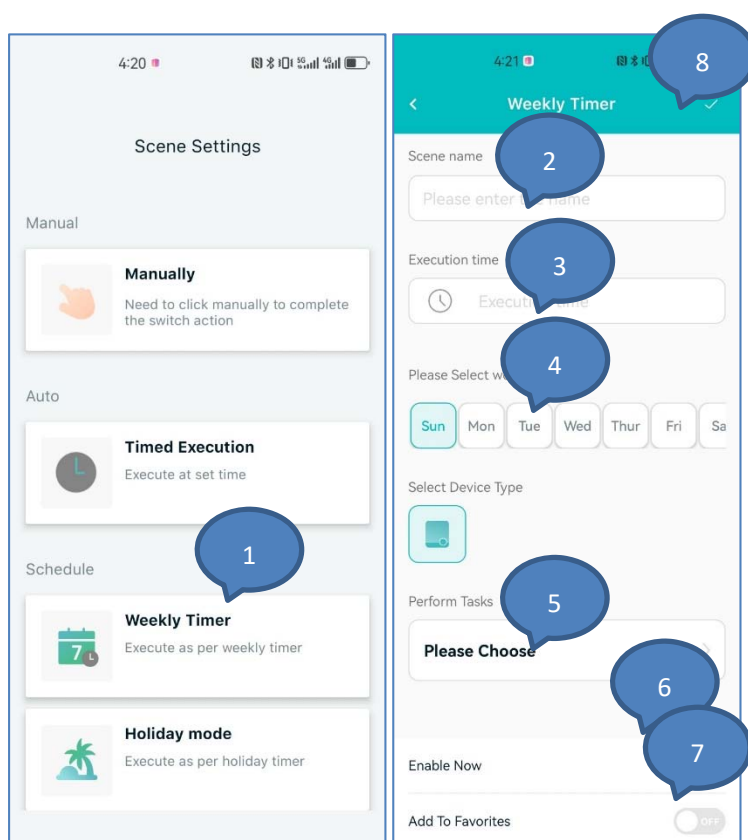 4:20
5G 4G
Scene Settings
Manual
Manually
Need to click manually to complete
the switch action
Auto
Timed Execution
Execute at set time
1
Schedule
Weekly Timer
Execute as per weekly timer
7
Holiday mode
Execute as per holiday timer
4:21
8
Weekly Timer
Scene name
2
Please enter name
Execution time
3
Please Select
4
Sun Mon Tue Wed Thur Fri
Select Device Type
Perform Tasks
5
Please Choose
6
7
Enable Now
Add To Favorites
OFF